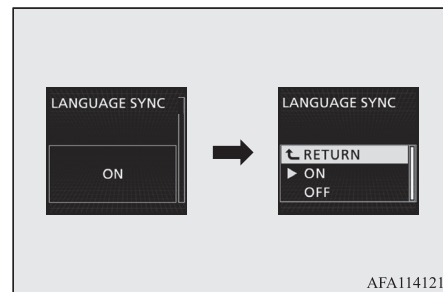 LANGUAGE SYNC
ON
LANGUAGE SYNC
RETURN
ON
OFF
AFA114121